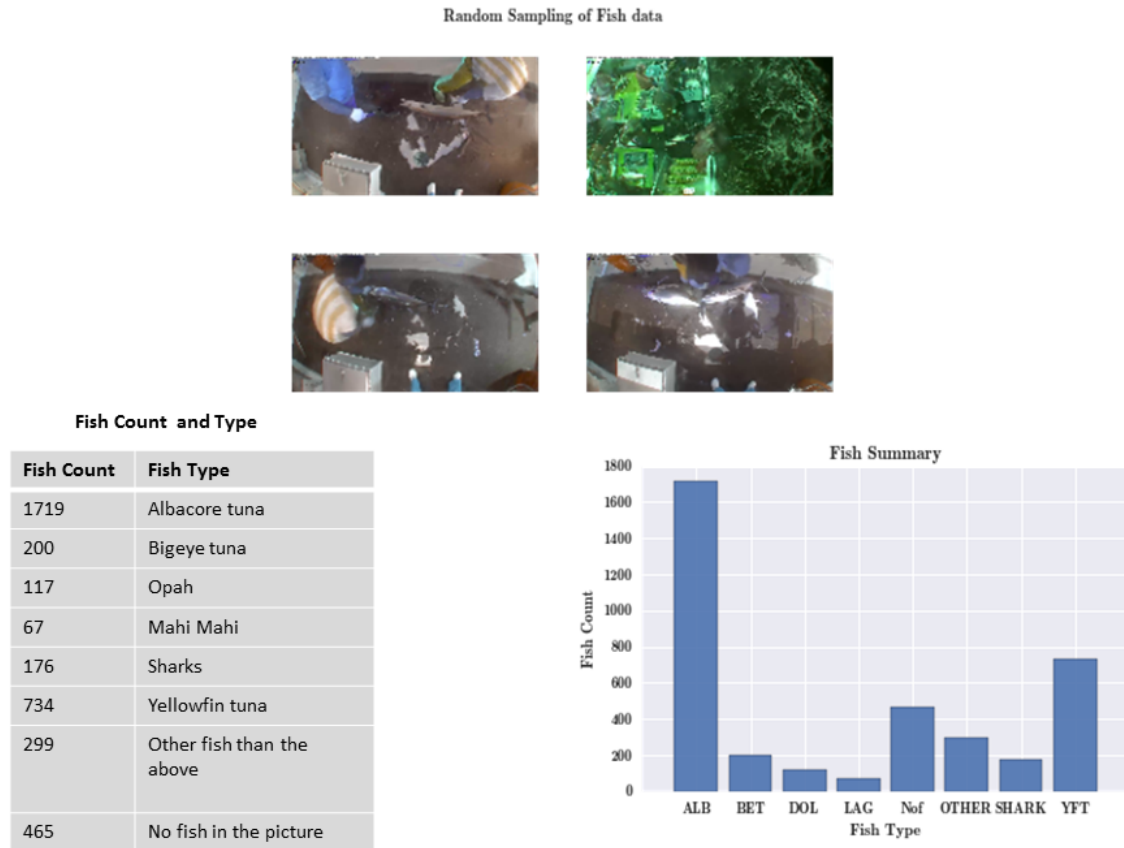 Random Sampling of Fish data
Fish Count and Type
Fish Count Fish Type
1719 Albacore tuna
200 Bigeye tuna
117 Opah
67 Mahi Mahi
176 Sharks
734 Yellowfin tuna
299 Other fish than the
above
465 No fish in the picture
Fish Summary
1800
1600
1400
1200
1000
800
600
400
200
0
Fish Count
ALB BET DOL LAG Nof OTHER SHARK YFT
Fish Type